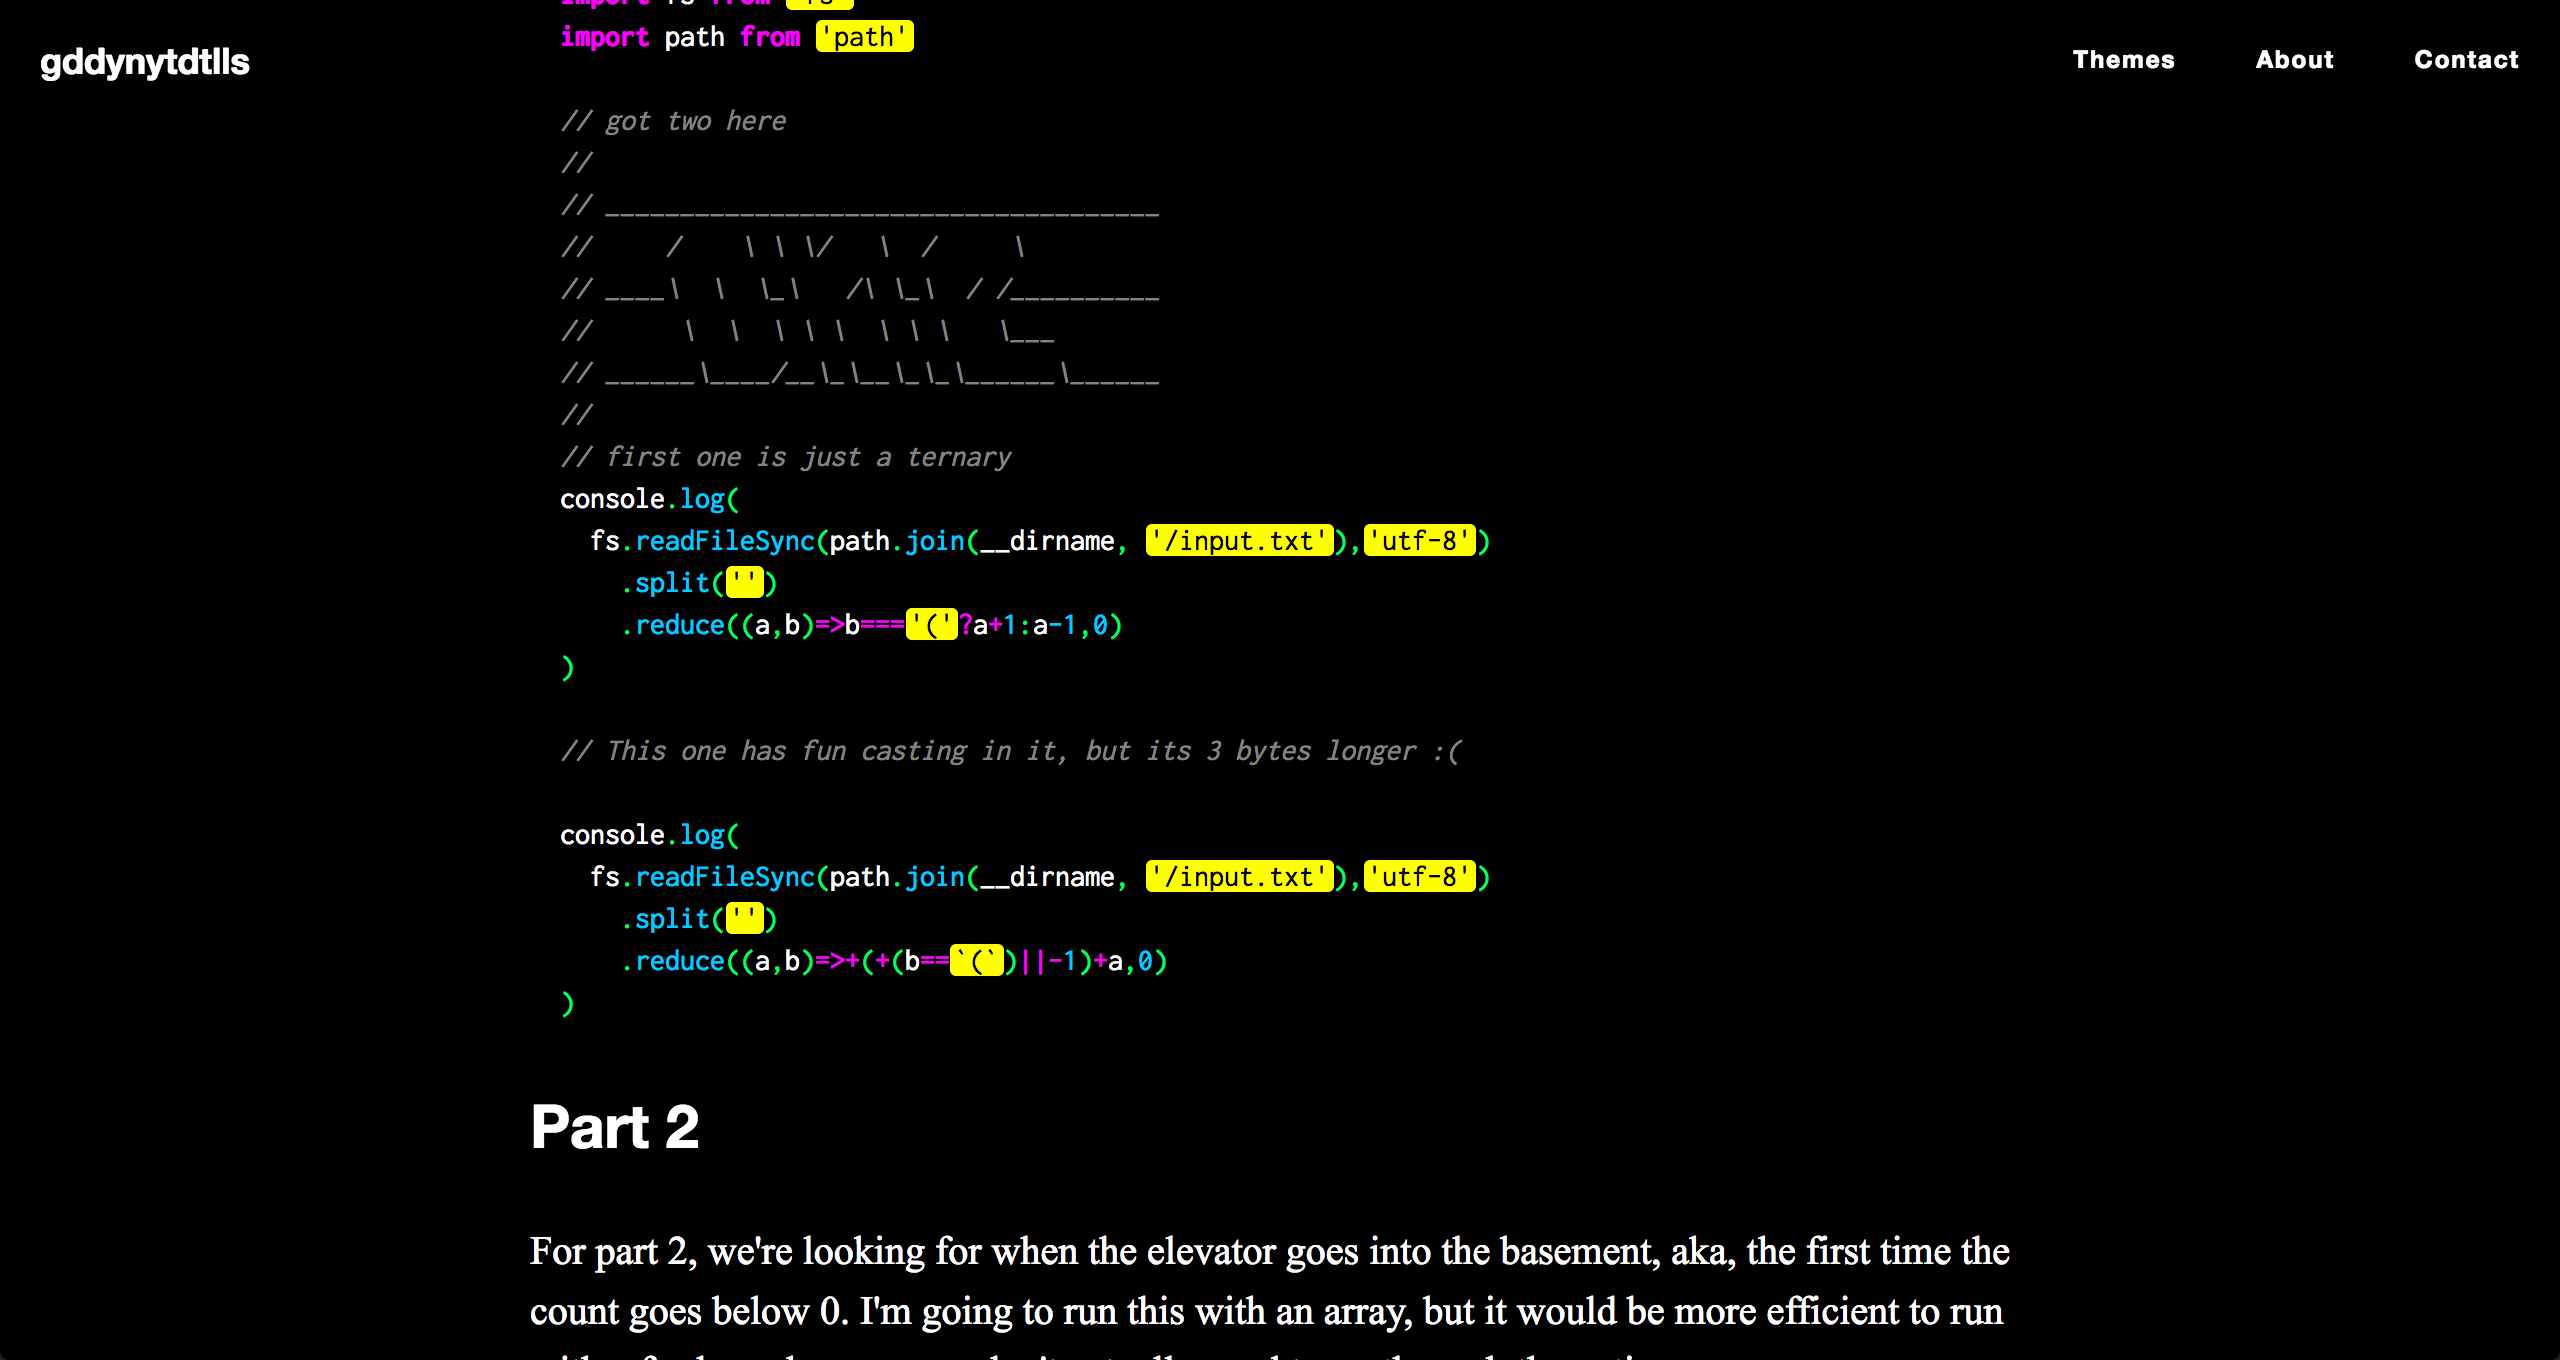 import path from 'path'
gddynytdtlls
Themes About Contact
// got two here
//
// _____________________________________
//     /    \ \ \/   \  /     \
// ____\  \  \_\   /\ \_\  / /__________
//      \  \  \ \ \  \ \ \   \___
// ______\____/__\_\__\_\_\______\______
//
// first one is just a ternary
console.log(
  fs.readFileSync(path.join(__dirname, '/input.txt'),'utf-8')
    .split('')
    .reduce((a,b)=>b==='('?a+1:a-1,0)
)
// This one has fun casting in it, but its 3 bytes longer :(
console.log(
  fs.readFileSync(path.join(__dirname, '/input.txt'),'utf-8')
    .split('')
    .reduce((a,b)=>+(+(b==`(`)||-1)+a,0)
)
Part 2
For part 2, we're looking for when the elevator goes into the basement, aka, the first time the
count goes below 0. I'm going to run this with an array, but it would be more efficient to run